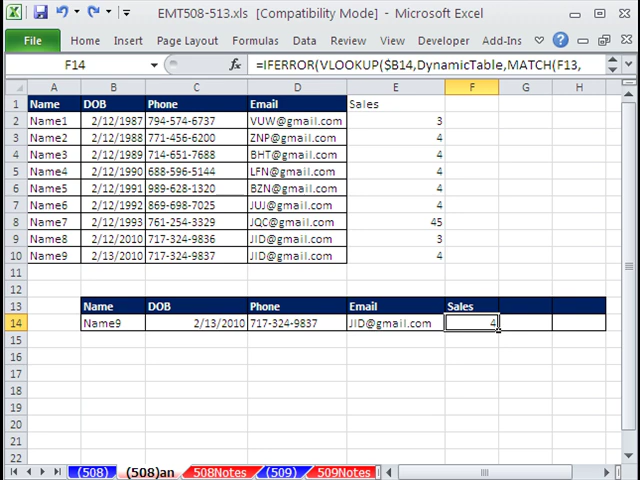 EMT508-513.xls [Compatibility Mode] - Microsoft Excel
File Home Insert Page Layout Formulas Data Review View Developer Add-Ins
F14 fx =IFERROR(VLOOKUP($B14,DynamicTable,MATCH(F13,
A B C D E F G H
1 Name DOB Phone Email Sales
2 Name1 2/12/1987 794-574-6737 VUW@gmail.com 3
3 Name2 2/12/1988 771-456-6200 ZNP@gmail.com 4
4 Name3 2/12/1989 714-651-7688 BHT@gmail.com 4
5 Name4 2/12/1990 688-596-5144 LFN@gmail.com 4
6 Name5 2/12/1991 989-628-1320 BZN@gmail.com 4
7 Name6 2/12/1992 869-698-7025 JUJ@gmail.com 4
8 Name7 2/12/1993 761-254-3329 JQC@gmail.com 45
9 Name8 2/12/2010 717-324-9836 JID@gmail.com 3
10 Name9 2/13/2010 717-324-9837 JID@gmail.com 4
11
12
13 Name DOB Phone Email Sales
14 Name9 2/13/2010 717-324-9837 JID@gmail.com 4
15
16
17
18
19
20
21
22
(508) (508)an 508Notes (509) 509Notes